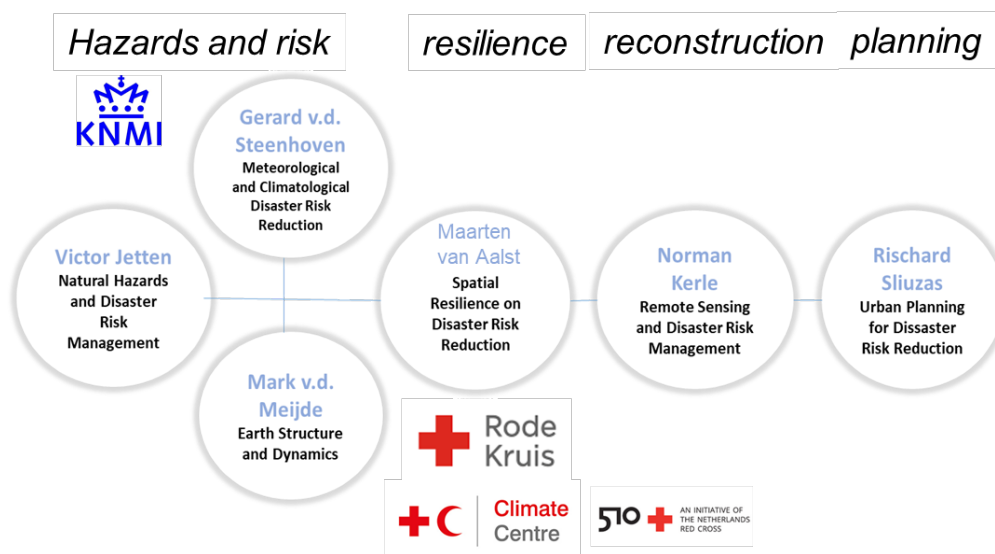 Hazards and risk
resilience
reconstruction
planning
KNMI
Gerard v.d.
Steenhoven
Meteorological
and Climatological
Disaster Risk
Reduction
Victor Jetten
Natural Hazards
and Disaster
Risk
Management
Mark v.d.
Meijde
Earth Structure
and Dynamics
Maarten
van Aalst
Spatial
Resilience on
Disaster Risk
Reduction
Norman
Kerle
Remote Sensing
and Disaster Risk
Management
Rischard
Sliuzas
Urban Planning
for Dissaster
Risk Reduction
Rode
Kruis
Climate
Centre
510
AN INITIATIVE OF
THE NETHERLANDS
RED CROSS